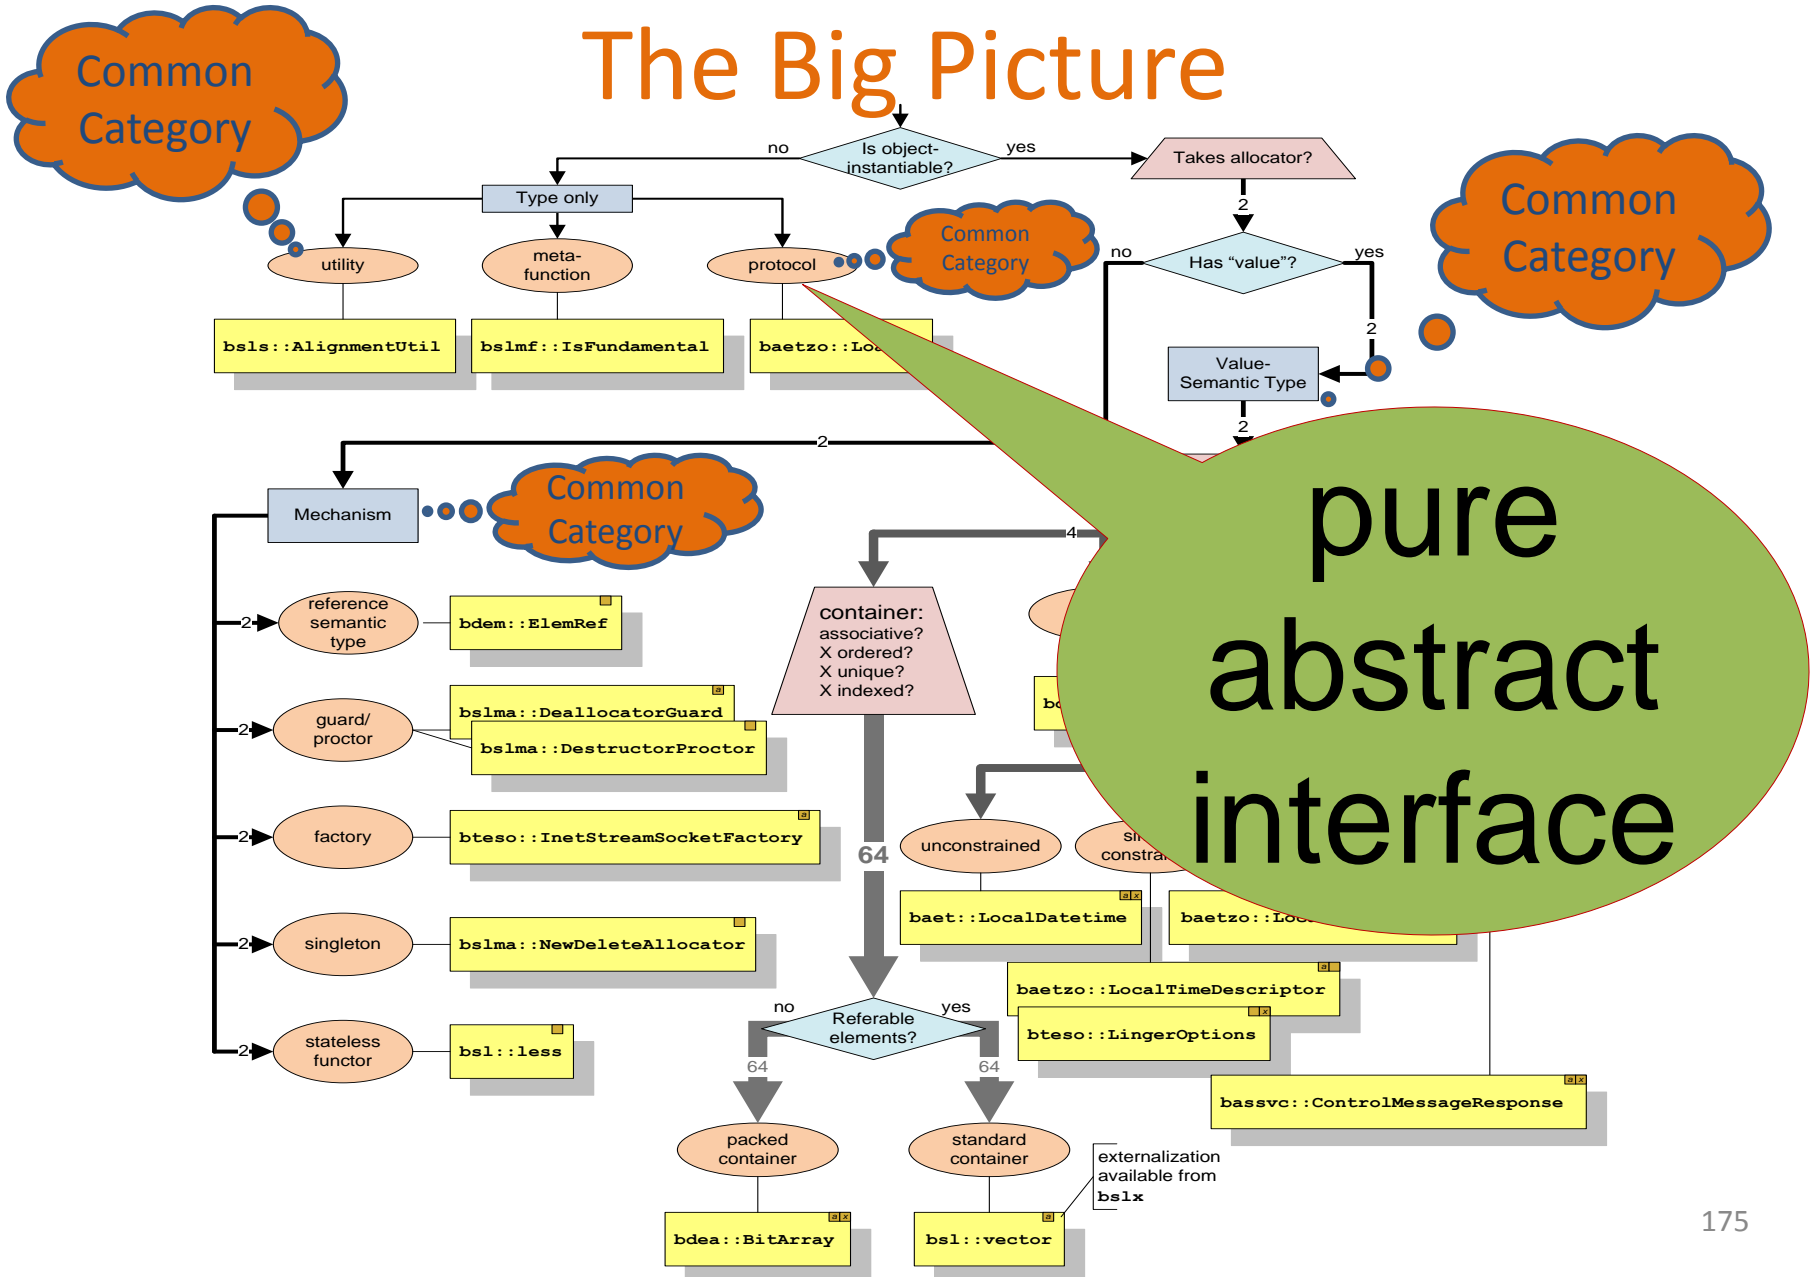 The Big Picture
Common
Category
Is object-
instantiable?
no
yes
Takes allocator?
2
Type only
Common
Category
utility
meta-
function
protocol
Common
Category
no
Has “value”?
yes
2
bsls::AlignmentUtil
bslmf::IsFundamental
Value-
Semantic Type
2
2
Mechanism
Common
Category
pure
abstract
interface
4
container:
associative?
X ordered?
X unique?
X indexed?
2
reference
semantic
type
bdem::ElemRef
2
guard/
proctor
a
bslma::DeallocatorGuard
bslma::DestructorProctor
2
factory
a
bteso::InetStreamSocketFactory
64
unconstrained
2
singleton
bslma::NewDeleteAllocator
a x
baet::LocalDatetime
a
baetzo::LocalTimeDescriptor
x
bteso::LingerOptions
no
Referable
elements?
yes
64
64
2
stateless
functor
bsl::less
a x
bassvc::ControlMessageResponse
packed
container
standard
container
externalization
available from
bslx
a x
bdea::BitArray
a
bsl::vector
175